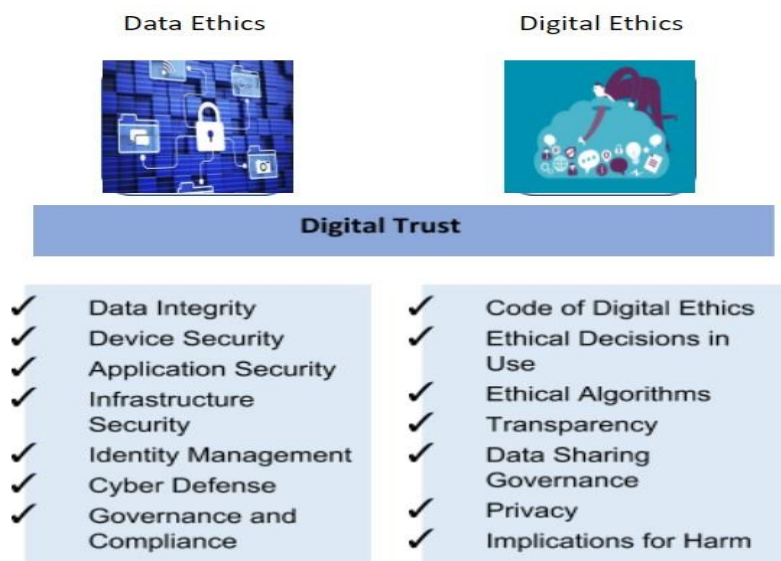 Data Ethics
Digital Ethics
Digital Trust
✓ Data Integrity
✓ Device Security
✓ Application Security
✓ Infrastructure
Security
✓ Identity Management
✓ Cyber Defense
✓ Governance and
Compliance
✓ Code of Digital Ethics
✓ Ethical Decisions in
Use
✓ Ethical Algorithms
✓ Transparency
✓ Data Sharing
Governance
✓ Privacy
✓ Implications for Harm